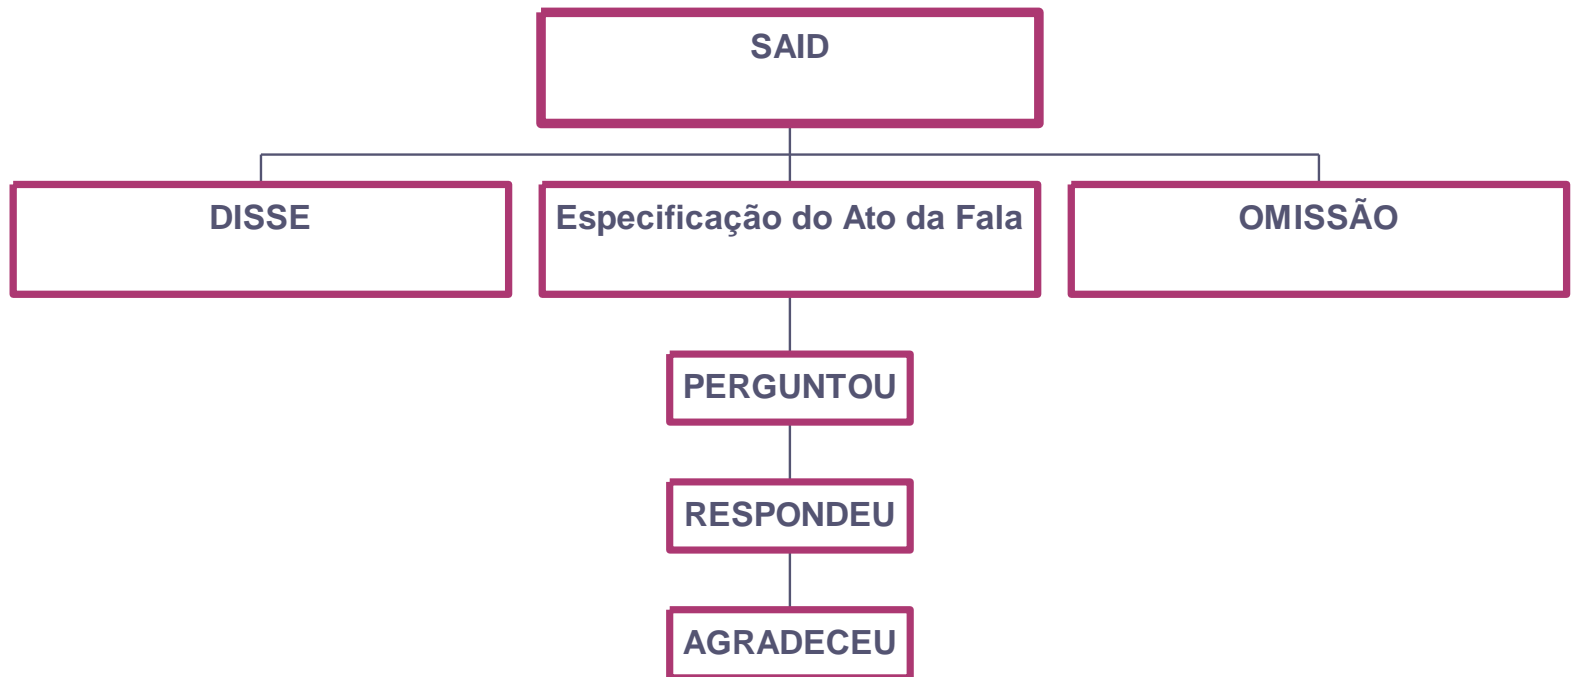 SAID
DISSE
Especificação do Ato da Fala
OMISSÃO
PERGUNTOU
RESPONDEU
AGRADECEU